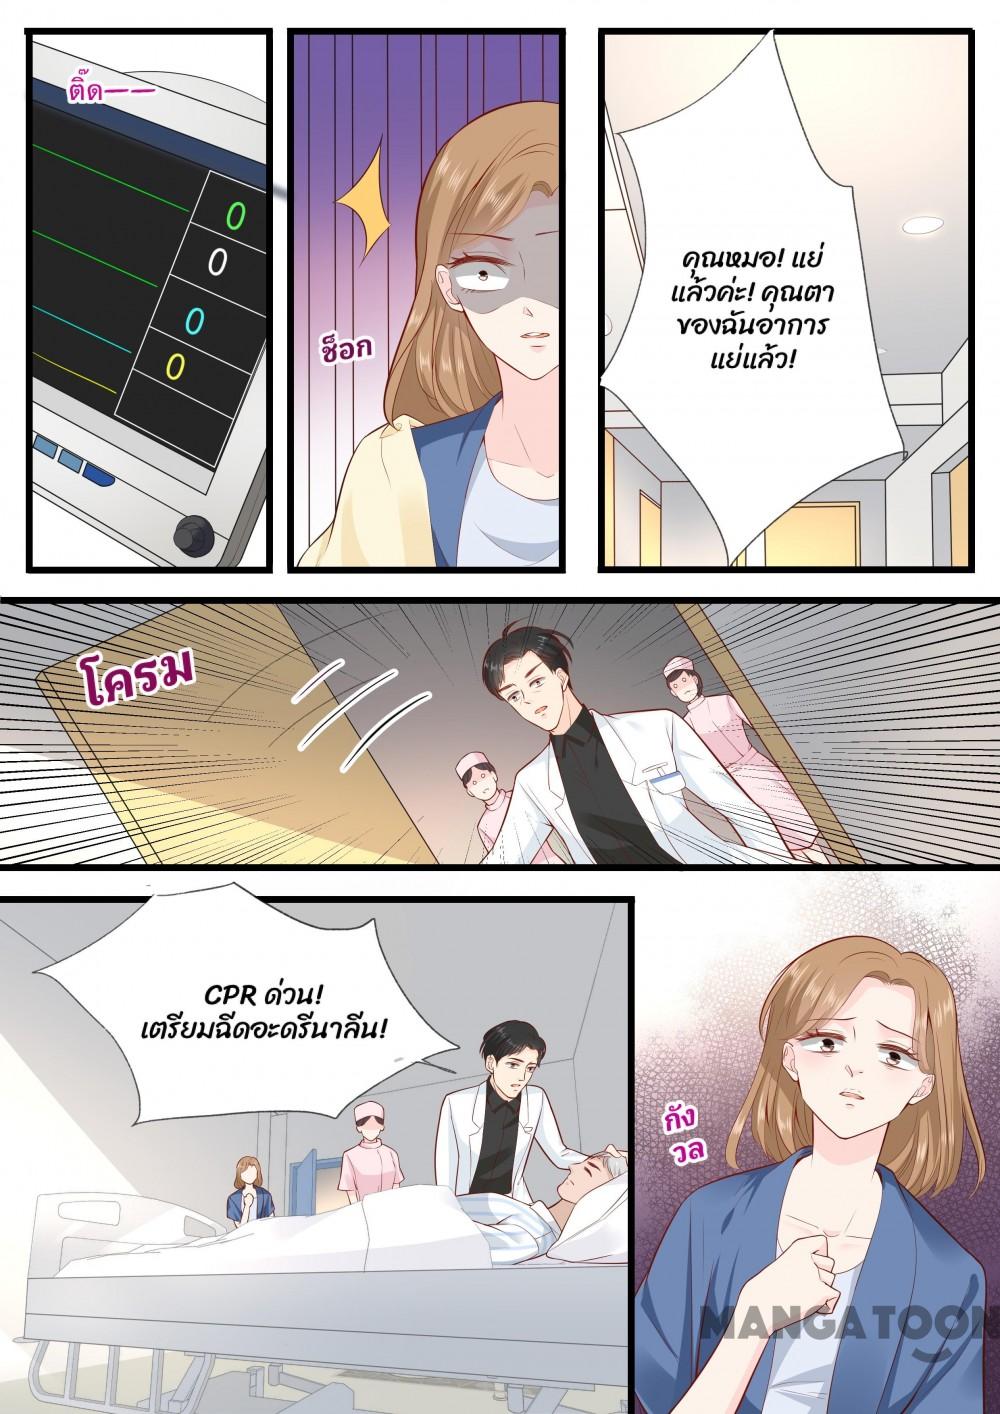 ติ๊ด——
0
0
0
0
ช็อก
คุณหมอ! แย่
แล้วค่ะ! คุณตา
ของฉันอาการ
แย่แล้ว!
โครม
CPR ด่วน!
เตรียมฉีดอะดรีนาลีน!
กัง
วล
MANGATOON